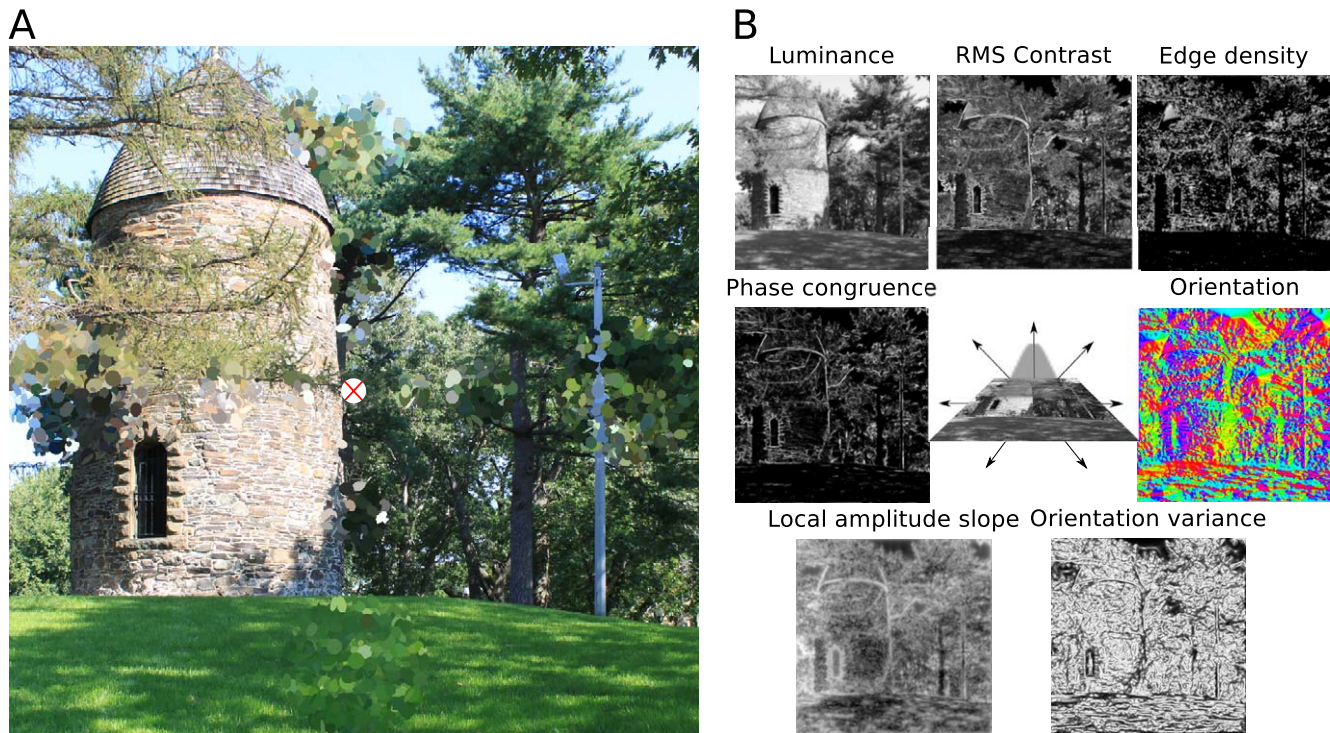 A
B
Luminance
RMS Contrast
Edge density
Phase congruence
Orientation
Local amplitude slope
Orientation variance